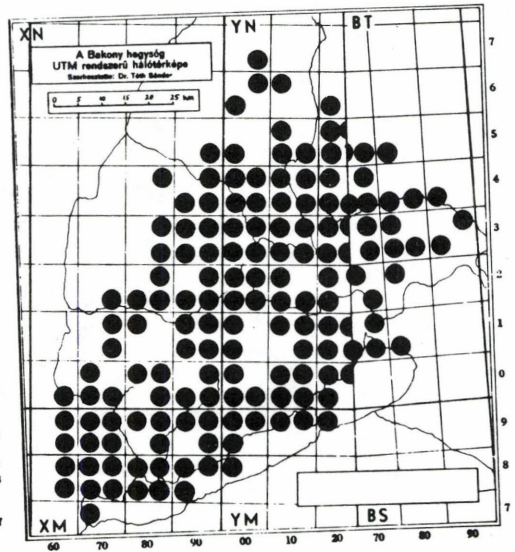 XN YN BT
A Bakony hegység
UTM rendszerű hálótérképe
Szerkesztette: Dr. Tóth Sándor
0 5 10 15 20 25 km
7
6
5
4
3
2
1
0
9
8
7
XM YM BS
60 70 80 90 00 10 20 80 90